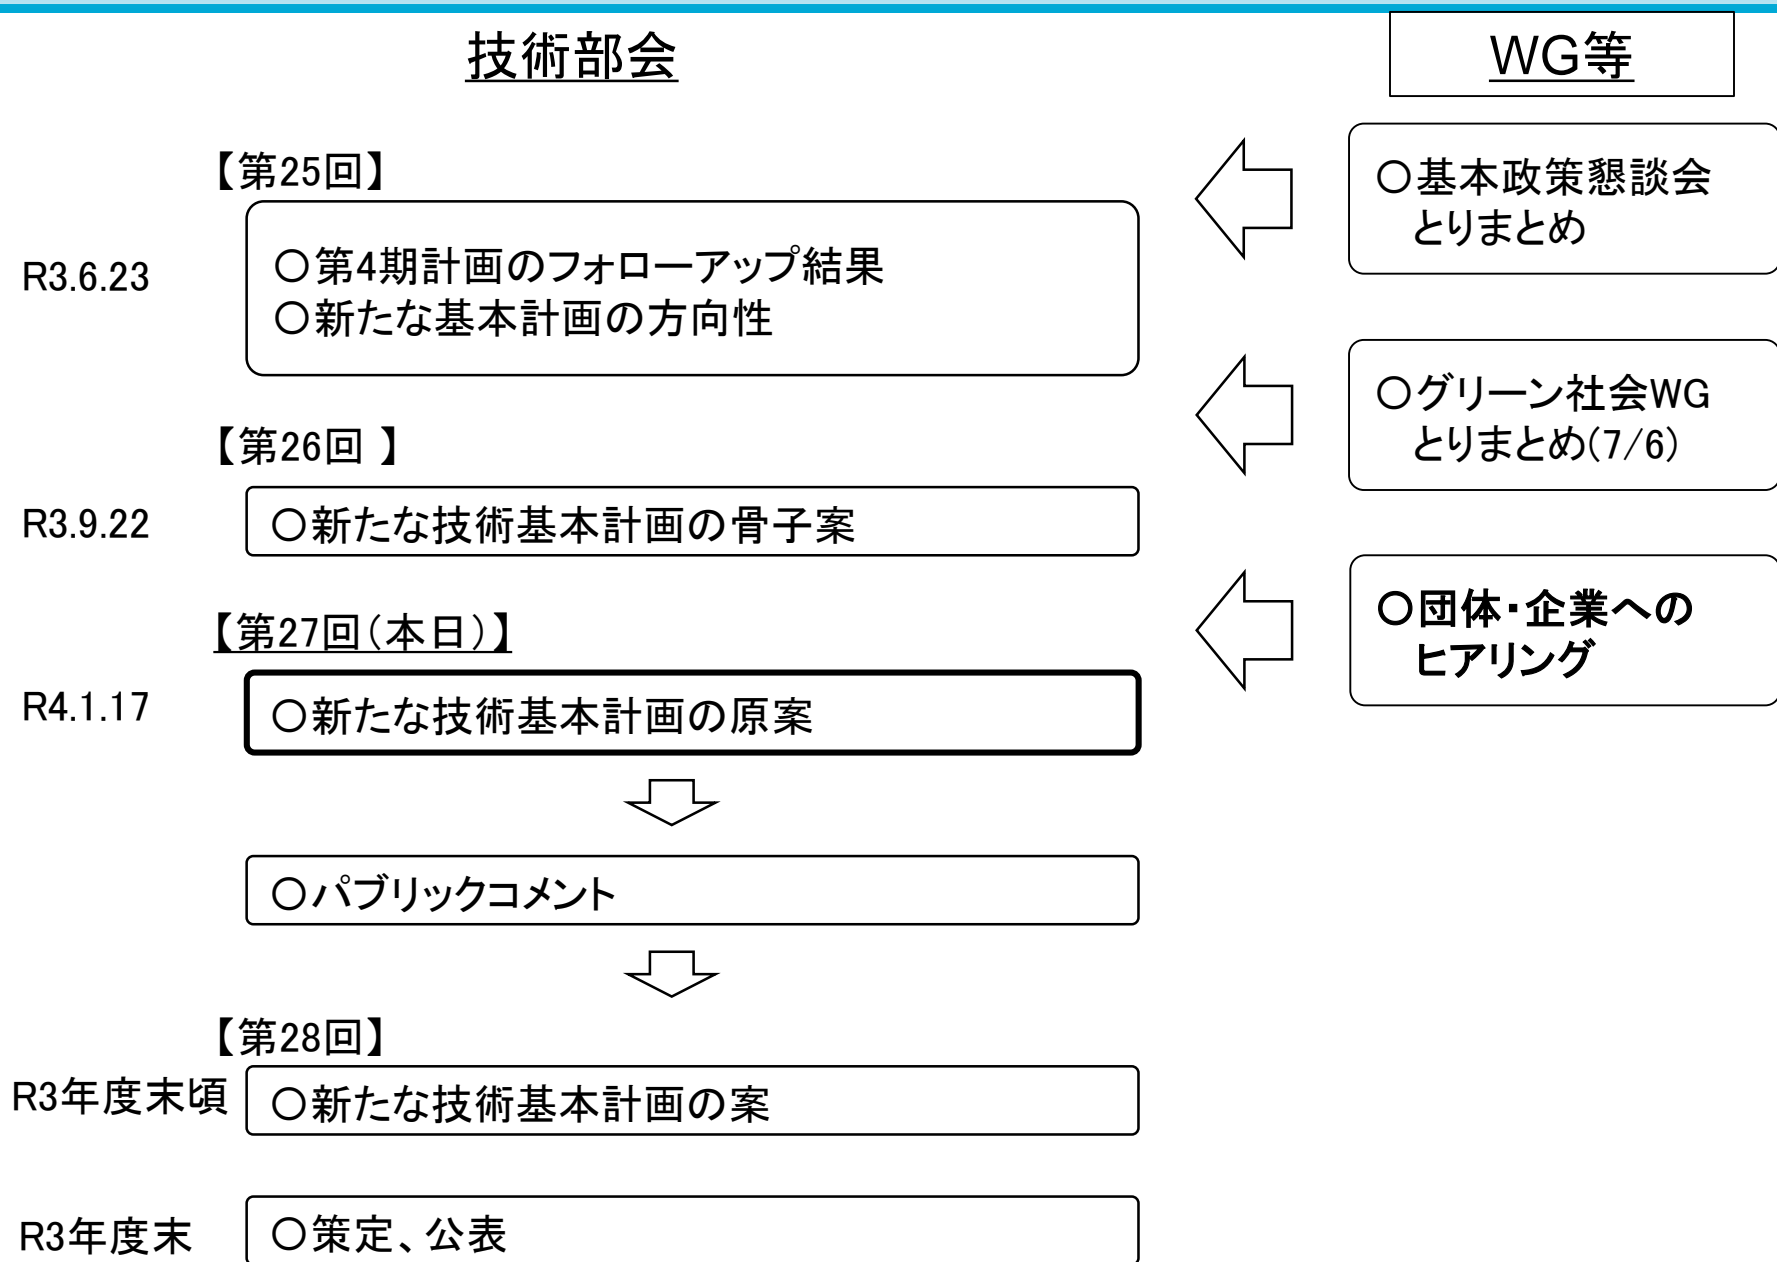 技術部会
WG等
【第25回】
R3.6.23
○第4期計画のフォローアップ結果
○新たな基本計画の方向性
○基本政策懇談会
とりまとめ
【第26回 】
R3.9.22
○新たな技術基本計画の骨子案
○グリーン社会WG
とりまとめ(7/6)
【第27回(本日)】
R4.1.17
○新たな技術基本計画の原案
○団体・企業への
ヒアリング
○パブリックコメント
【第28回】
R3年度末頃
○新たな技術基本計画の案
R3年度末
○策定、公表